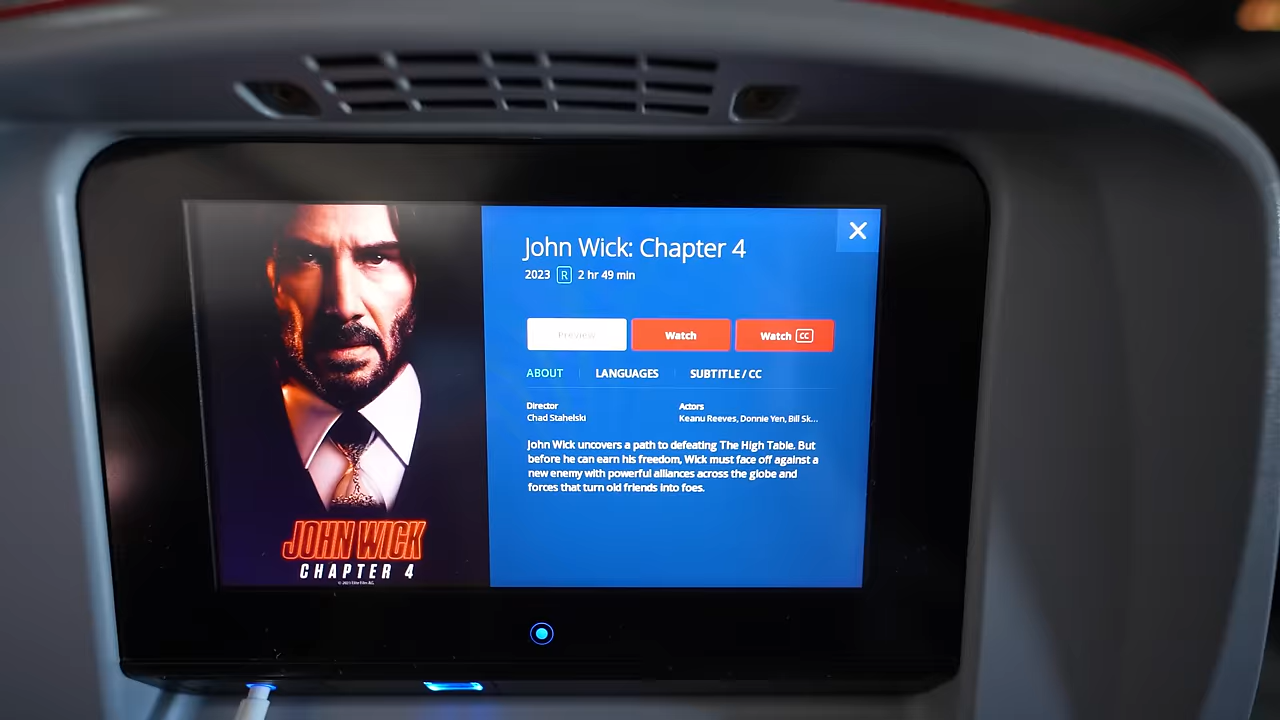 John Wick: Chapter 4
2023 R 2 hr 49 min
Preview Watch Watch CC
ABOUT LANGUAGES SUBTITLE / CC
Director Actors
Chad Stahelski Keanu Reeves, Donnie Yen, Bill Sk...
John Wick uncovers a path to defeating The High Table. But
before he can earn his freedom, Wick must face off against a
new enemy with powerful alliances across the globe and
forces that turn old friends into foes.
JOHN WICK
CHAPTER 4